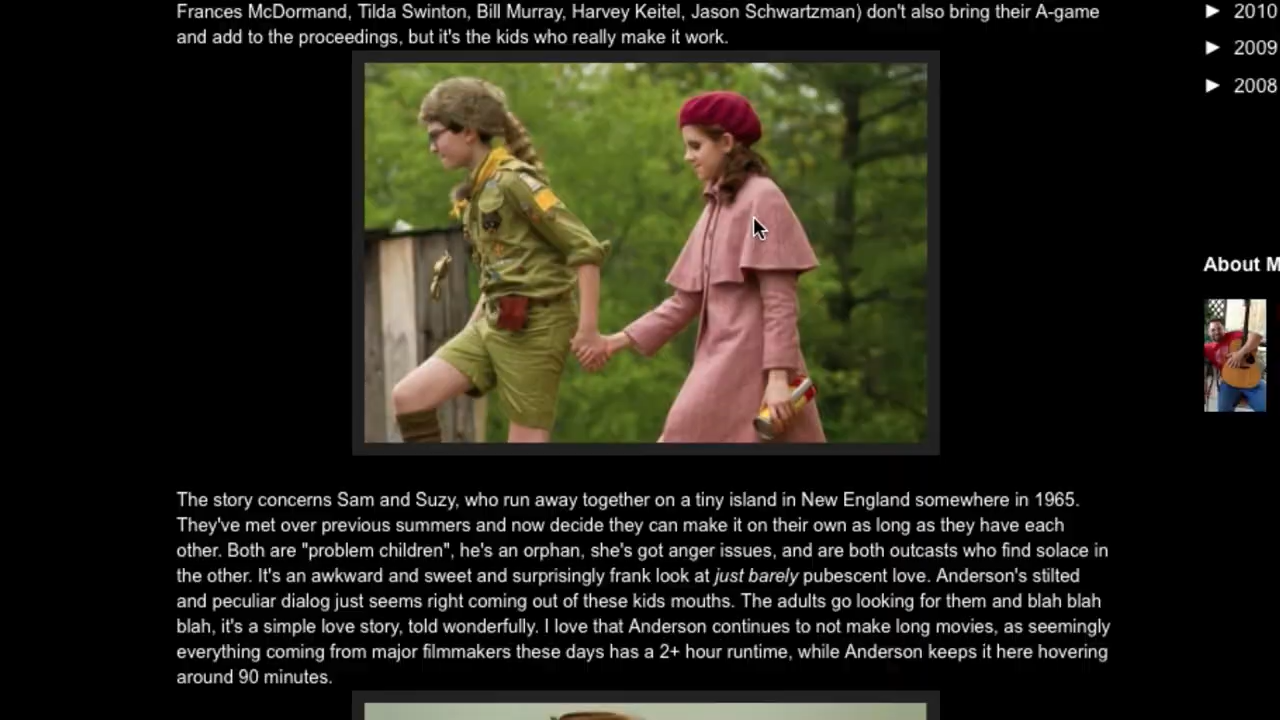 Frances McDormand, Tilda Swinton, Bill Murray, Harvey Keitel, Jason Schwartzman) don't also bring their A-game
and add to the proceedings, but it's the kids who really make it work.
The story concerns Sam and Suzy, who run away together on a tiny island in New England somewhere in 1965.
They've met over previous summers and now decide they can make it on their own as long as they have each
other. Both are "problem children", he's an orphan, she's got anger issues, and are both outcasts who find solace in
the other. It's an awkward and sweet and surprisingly frank look at just barely pubescent love. Anderson's stilted
and peculiar dialog just seems right coming out of these kids mouths. The adults go looking for them and blah blah
blah, it's a simple love story, told wonderfully. I love that Anderson continues to not make long movies, as seemingly
everything coming from major filmmakers these days has a 2+ hour runtime, while Anderson keeps it here hovering
around 90 minutes.
► 2010
► 2009
► 2008
About M